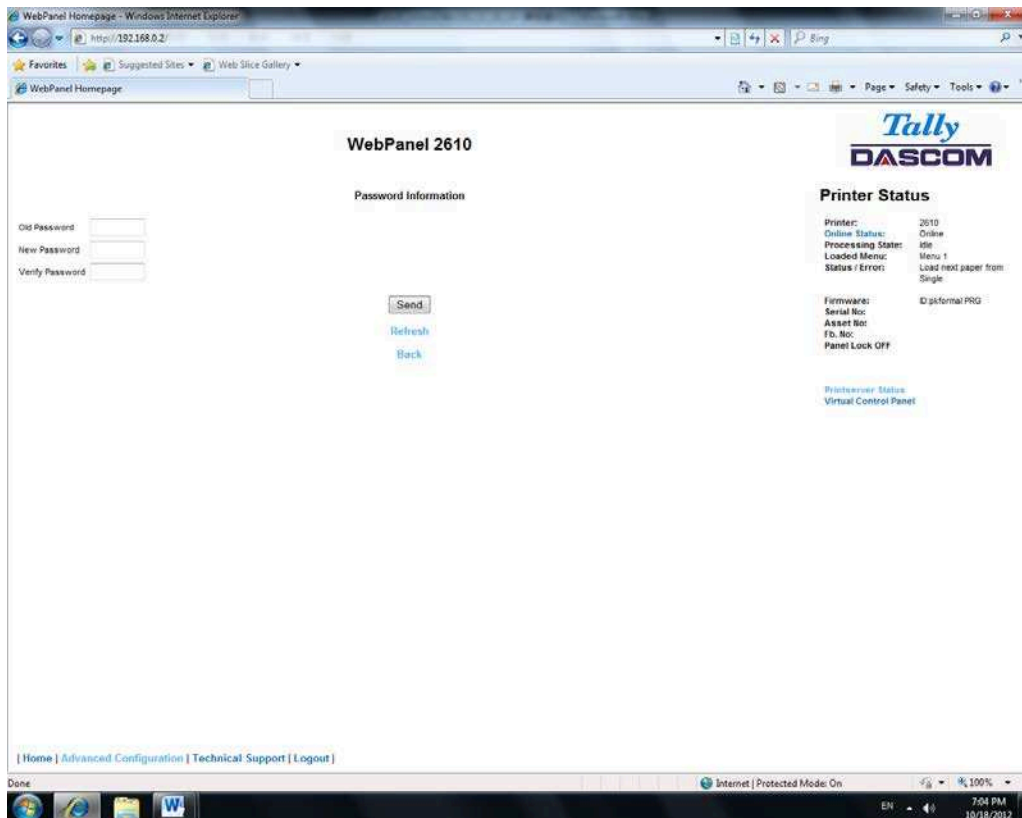 WebPanel Homepage - Windows Internet Explorer
http://192.168.0.2/
Bing
Favorites Suggested Sites Web Slice Gallery
WebPanel Homepage
Page Safety Tools
WebPanel 2610
Password Information
Old Password
New Password
Verify Password
Send
Refresh
Back
Tally
DASCOM
Printer Status
Printer: 2610
Online Status: Online
Processing State: Idle
Loaded Menu: Menu 1
Status / Error: Load next paper from
Single
Firmware: ID:pkformal PRG
Serial No:
Asset No:
Fb. No:
Panel Lock OFF
Printserver Status
Virtual Control Panel
| Home | Advanced Configuration | Technical Support | Logout |
Done
Internet | Protected Mode: On
100%
W
EN
7:04 PM
10/18/2012